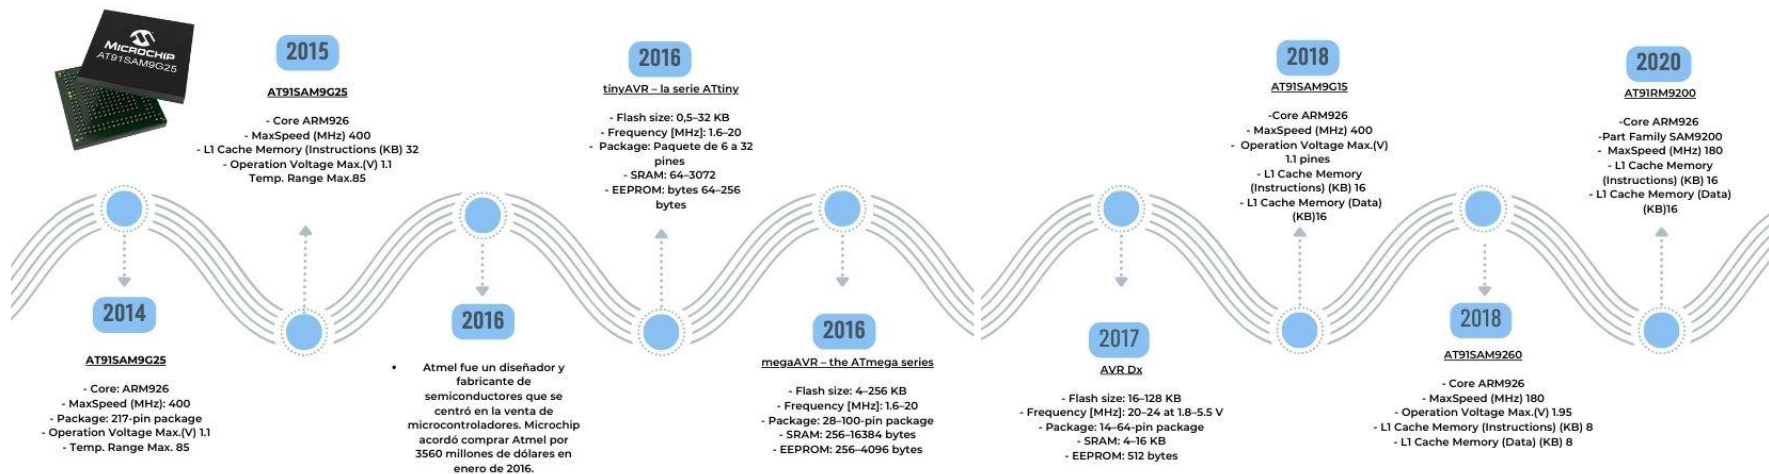 MICROCHIP
AT91SAM9G25
2014
AT91SAM9G25
- Core: ARM926
- MaxSpeed (MHz): 400
- Package: 217-pin package
- Operation Voltage Max.(V) 1.1
- Temp. Range Max. 85
2015
AT91SAM9G25
- Core ARM926
- MaxSpeed (MHz) 400
- L1 Cache Memory (Instructions (KB) 32
- Operation Voltage Max.(V) 1.1
Temp. Range Max.85
2016
• Atmel fue un diseñador y
fabricante de
semiconductores que se
centró en la venta de
microcontroladores. Microchip
acordó comprar Atmel por
3560 millones de dólares en
enero de 2016.
2016
tinyAVR – la serie ATtiny
- Flash size: 0,5–32 KB
- Frequency [MHz]: 1.6–20
- Package: Paquete de 6 a 32
pines
- SRAM: 64–3072
- EEPROM: bytes 64–256
bytes
2016
megaAVR – the ATmega series
- Flash size: 4–256 KB
- Frequency [MHz]: 1.6–20
- Package: 28–100-pin package
- SRAM: 256–16384 bytes
- EEPROM: 256–4096 bytes
2017
AVR Dx
- Flash size: 16–128 KB
- Frequency [MHz]: 20–24 at 1.8–5.5 V
- Package: 14–64-pin package
- SRAM: 4–16 KB
- EEPROM: 512 bytes
2018
AT91SAM9G15
-Core ARM926
- MaxSpeed (MHz) 400
- Operation Voltage Max.(V)
1.1 pines
- L1 Cache Memory
(Instructions) (KB) 16
- L1 Cache Memory (Data)
(KB)16
2018
AT91SAM9260
- Core ARM926
- MaxSpeed (MHz) 180
- Operation Voltage Max.(V) 1.95
- L1 Cache Memory (Instructions) (KB) 8
- L1 Cache Memory (Data) (KB) 8
2020
AT91RM9200
-Core ARM926
-Part Family SAM9200
- MaxSpeed (MHz) 180
- L1 Cache Memory
(Instructions) (KB) 16
- L1 Cache Memory (Data)
(KB)16